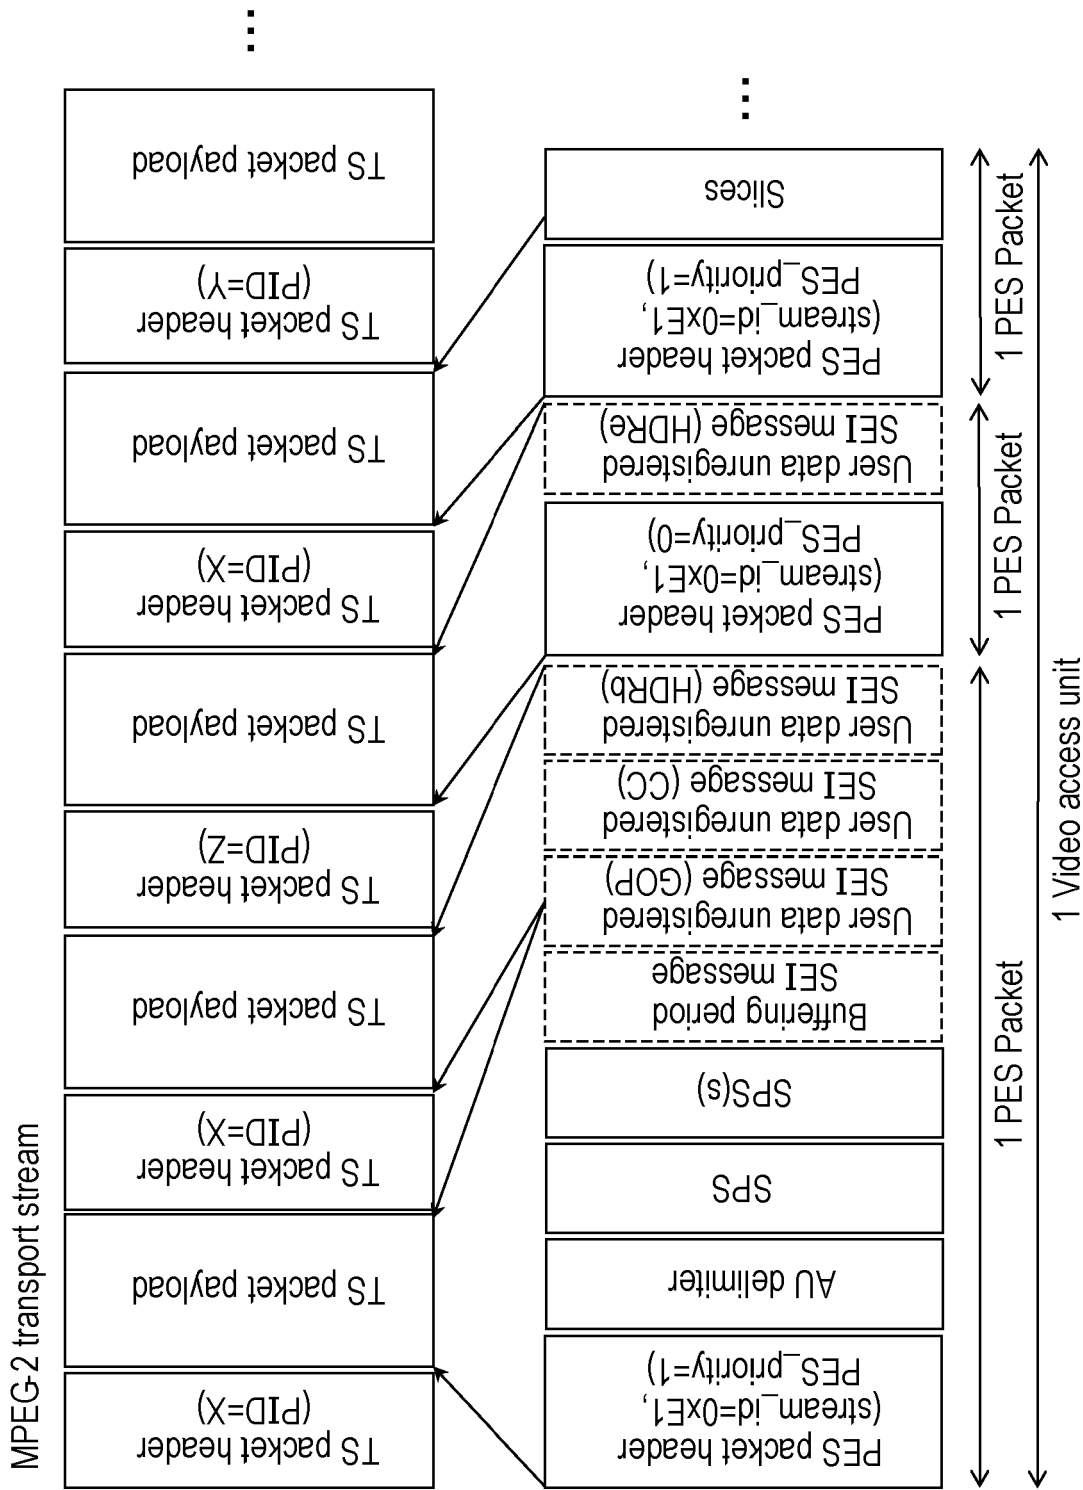 MPEG-2 transport stream
TS packet header
(PID=X)
TS packet payload
TS packet header
(PID=X)
TS packet payload
TS packet header
(PID=Z)
TS packet payload
TS packet header
(PID=X)
TS packet payload
TS packet header
(PID=Y)
TS packet payload
...
PES packet header
(stream_id=0xE1,
PES_priority=1)
AU delimiter
SPS
SPS(s)
Buffering period
SEI message
User data unregistered
SEI message (GOP)
User data unregistered
SEI message (CC)
User data unregistered
SEI message (HDRb)
PES packet header
(stream_id=0xE1,
PES_priority=0)
User data unregistered
SEI message (HDRe)
PES packet header
(stream_id=0xE1,
PES_priority=1)
Slices
...
1 PES Packet
1 PES Packet
1 PES Packet
1 Video access unit